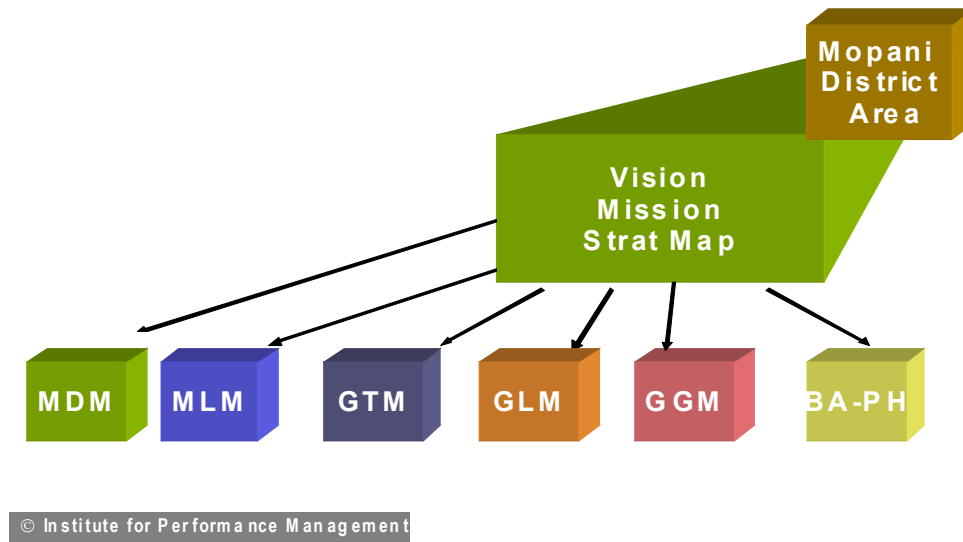 Mopani
District
Area
Vision
Mission
Strat Map
MDM
MLM
GTM
GLM
GGM
BA-PH
© Institute for Performance Management